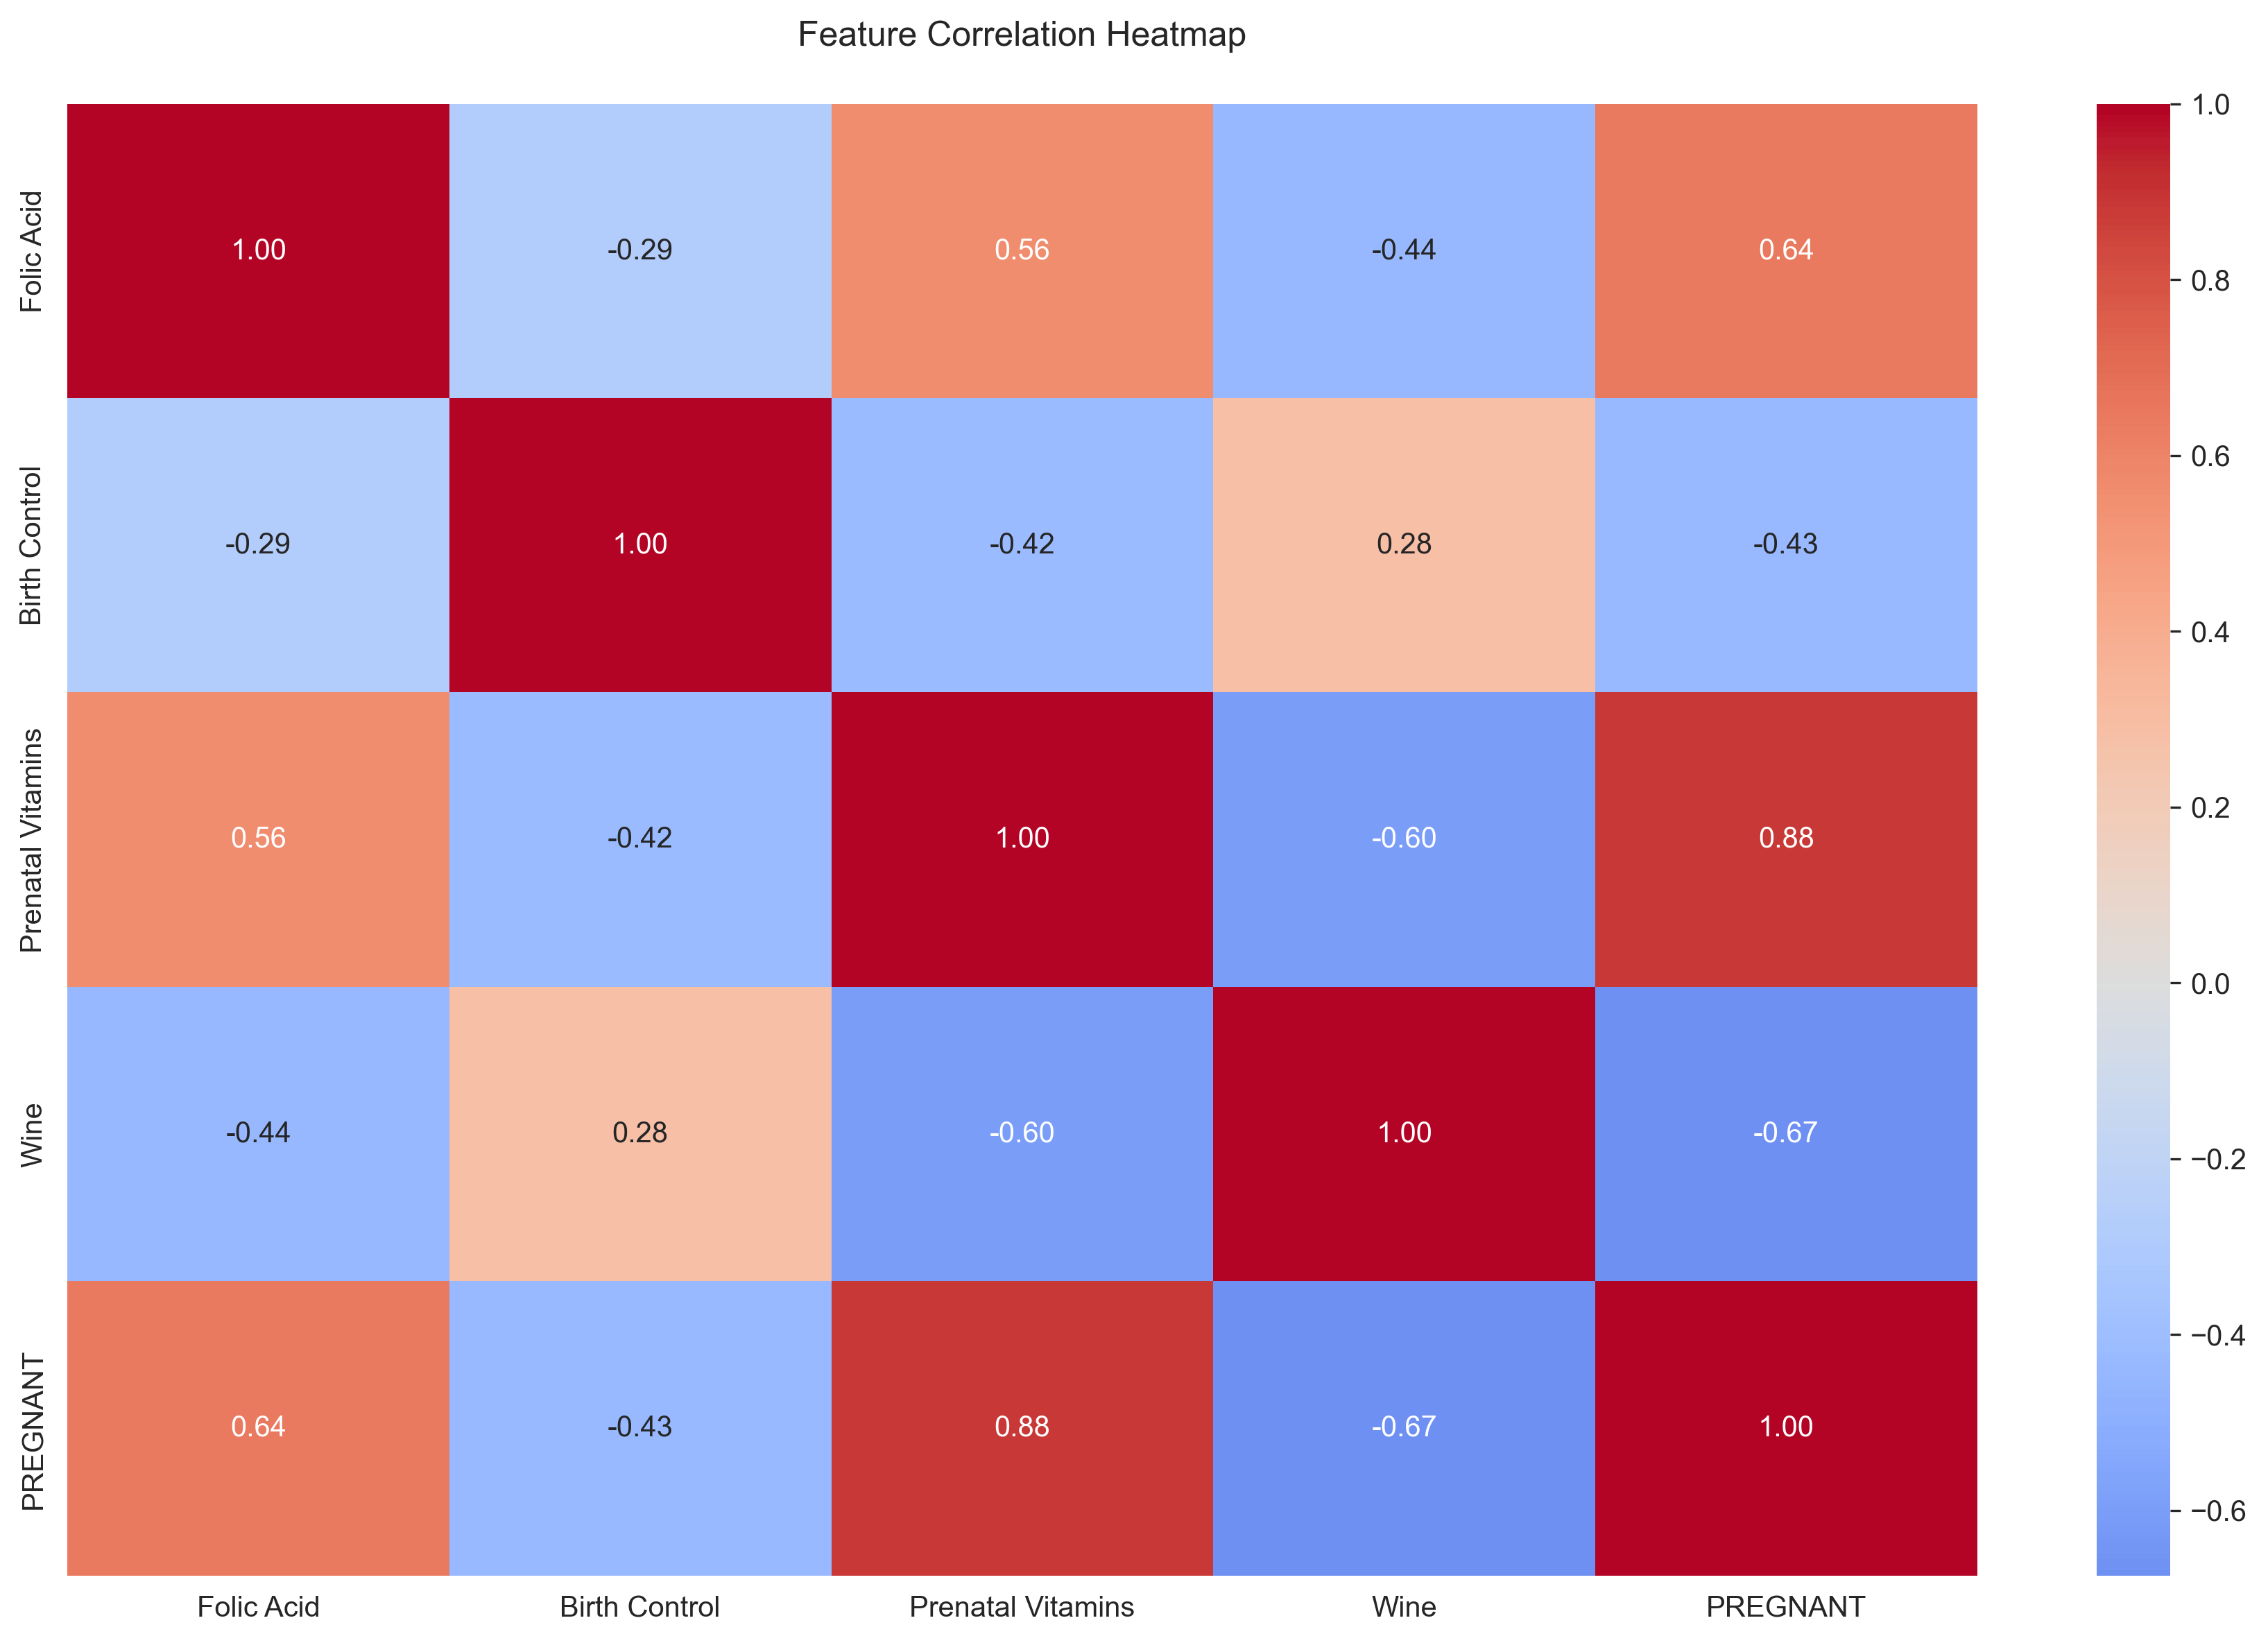 Feature Correlation Heatmap
Folic Acid
1.00 -0.29 0.56 -0.44 0.64
Birth Control
-0.29 1.00 -0.42 0.28 -0.43
Prenatal Vitamins
0.56 -0.42 1.00 -0.60 0.88
Wine
-0.44 0.28 -0.60 1.00 -0.67
PREGNANT
0.64 -0.43 0.88 -0.67 1.00
Folic Acid Birth Control Prenatal Vitamins Wine PREGNANT
1.0
0.8
0.6
0.4
0.2
0.0
−0.2
−0.4
−0.6